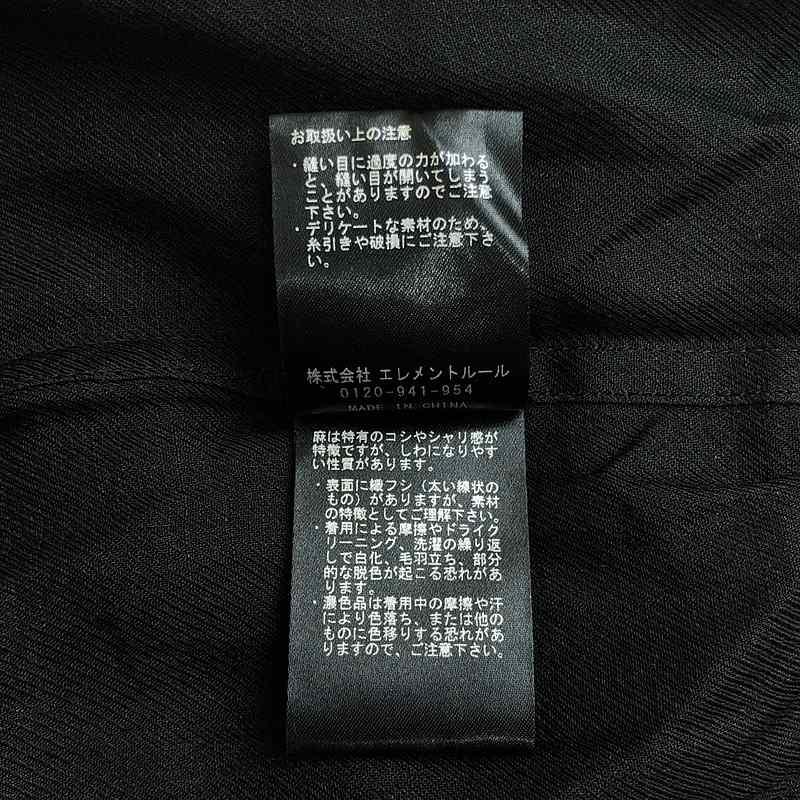 お取扱い上の注意
・縫い目に過度の力が加わる
と、縫い目が開いてしまう
ことがありますのでご注意
下さい。
・デリケートな素材のため、
糸引きや破損にご注意下さ
い。
株式会社 エレメントルール
0120-941-954
MADE IN CHINA
麻は特有のコシやシャリ感が
特徴ですが、しわになりやす
い性質があります。
・表面に織フシ（太い線状の
もの）がありますが、素材
の特徴としてご理解下さい。
・着用による摩擦やドライク
リーニング、洗濯の繰り返
しで白化、毛羽立ち、部分
的な脱色が起こる恐れがあ
ります。
・濃色品は着用中の摩擦や汗
により色落ち、または他の
ものに色移りする恐れがあ
りますので、ご注意下さい。